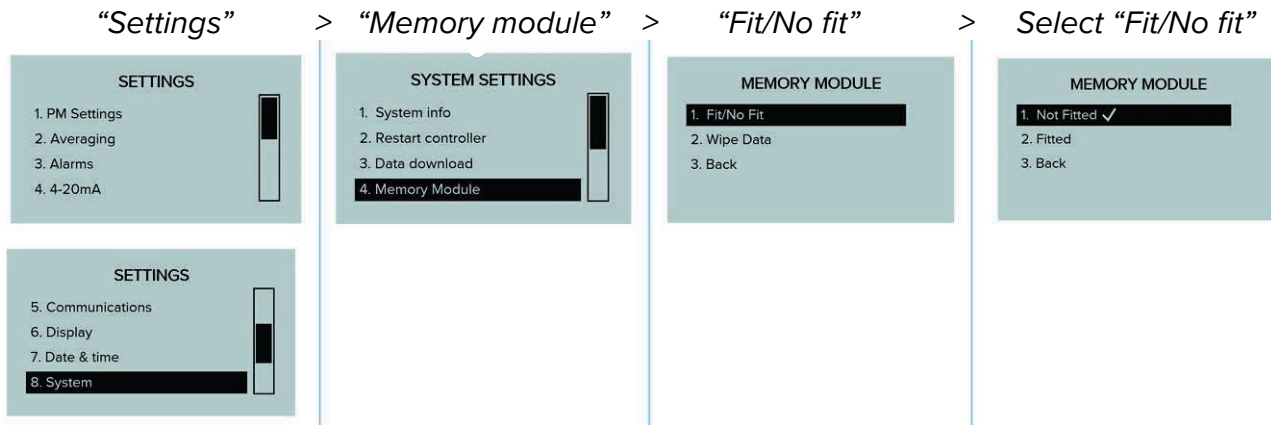 “Settings” > “Memory module” > “Fit/No fit” > Select “Fit/No fit”
SETTINGS
1. PM Settings
2. Averaging
3. Alarms
4. 4-20mA
SETTINGS
5. Communications
6. Display
7. Date & time
8. System
SYSTEM SETTINGS
1. System info
2. Restart controller
3. Data download
4. Memory Module
MEMORY MODULE
1. Fit/No Fit
2. Wipe Data
3. Back
MEMORY MODULE
1. Not Fitted ✓
2. Fitted
3. Back